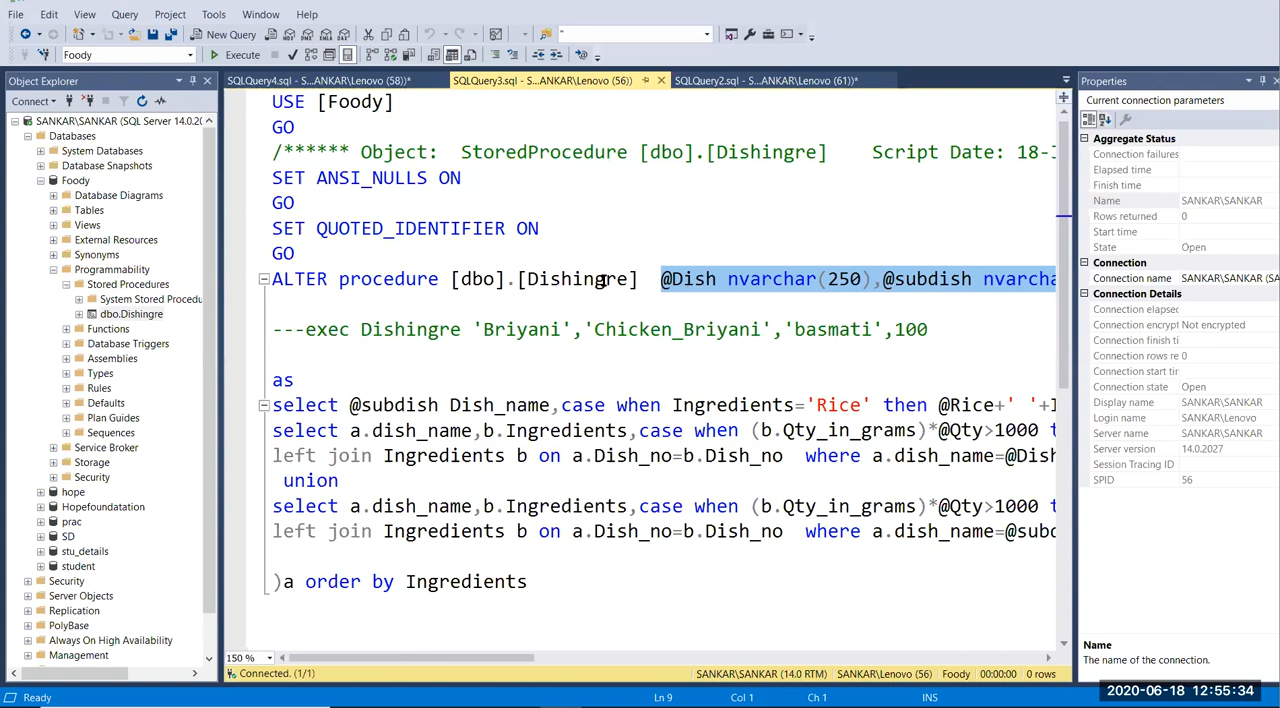 File Edit View Query Project Tools Window Help
New Query
Foody Execute
Object Explorer
Connect
SANKAR\SANKAR (SQL Server 14.0.20
Databases
System Databases
Database Snapshots
Foody
Database Diagrams
Tables
Views
External Resources
Synonyms
Programmability
Stored Procedures
System Stored Procedu
dbo.Dishingre
Functions
Database Triggers
Assemblies
Types
Rules
Defaults
Plan Guides
Sequences
Service Broker
Storage
Security
hope
Hopefoundation
prac
SD
stu_details
student
Security
Server Objects
Replication
PolyBase
Always On High Availability
Management
SQLQuery4.sql - S...ANKAR\Lenovo (58))* SQLQuery3.sql - S...ANKAR\Lenovo (56)) SQLQuery2.sql - S...ANKAR\Lenovo (61))*
USE [Foody]
GO
/****** Object:  StoredProcedure [dbo].[Dishingre]    Script Date: 18-
SET ANSI_NULLS ON
GO
SET QUOTED_IDENTIFIER ON
GO
ALTER procedure [dbo].[Dishingre]  @Dish nvarchar(250),@subdish nvarcha
---exec Dishingre 'Briyani','Chicken_Briyani','basmati',100
as
select @subdish Dish_name,case when Ingredients='Rice' then @Rice+' '+
select a.dish_name,b.Ingredients,case when (b.Qty_in_grams)*@Qty>1000 t
left join Ingredients b on a.Dish_no=b.Dish_no  where a.dish_name=@Dish
union
select a.dish_name,b.Ingredients,case when (b.Qty_in_grams)*@Qty>1000 t
left join Ingredients b on a.Dish_no=b.Dish_no  where a.dish_name=@subd
)a order by Ingredients
150 %
Connected. (1/1) SANKAR\SANKAR (14.0 RTM) SANKAR\Lenovo (56) Foody 00:00:00 0 rows
Properties
Current connection parameters
Aggregate Status
Connection failures
Elapsed time
Finish time
Name SANKAR\SANKAR
Rows returned 0
Start time
State Open
Connection
Connection name SANKAR\SANKAR (SA
Connection Details
Connection elapsed
Connection encrypt Not encrypted
Connection finish ti
Connection rows re 0
Connection start tir
Connection state Open
Display name SANKAR\SANKAR
Login name SANKAR\Lenovo
Server name SANKAR\SANKAR
Server version 14.0.2027
Session Tracing ID
SPID 56
Name
The name of the connection.
2020-06-18 12:55:34
Ready Ln 9 Col 1 Ch 1 INS